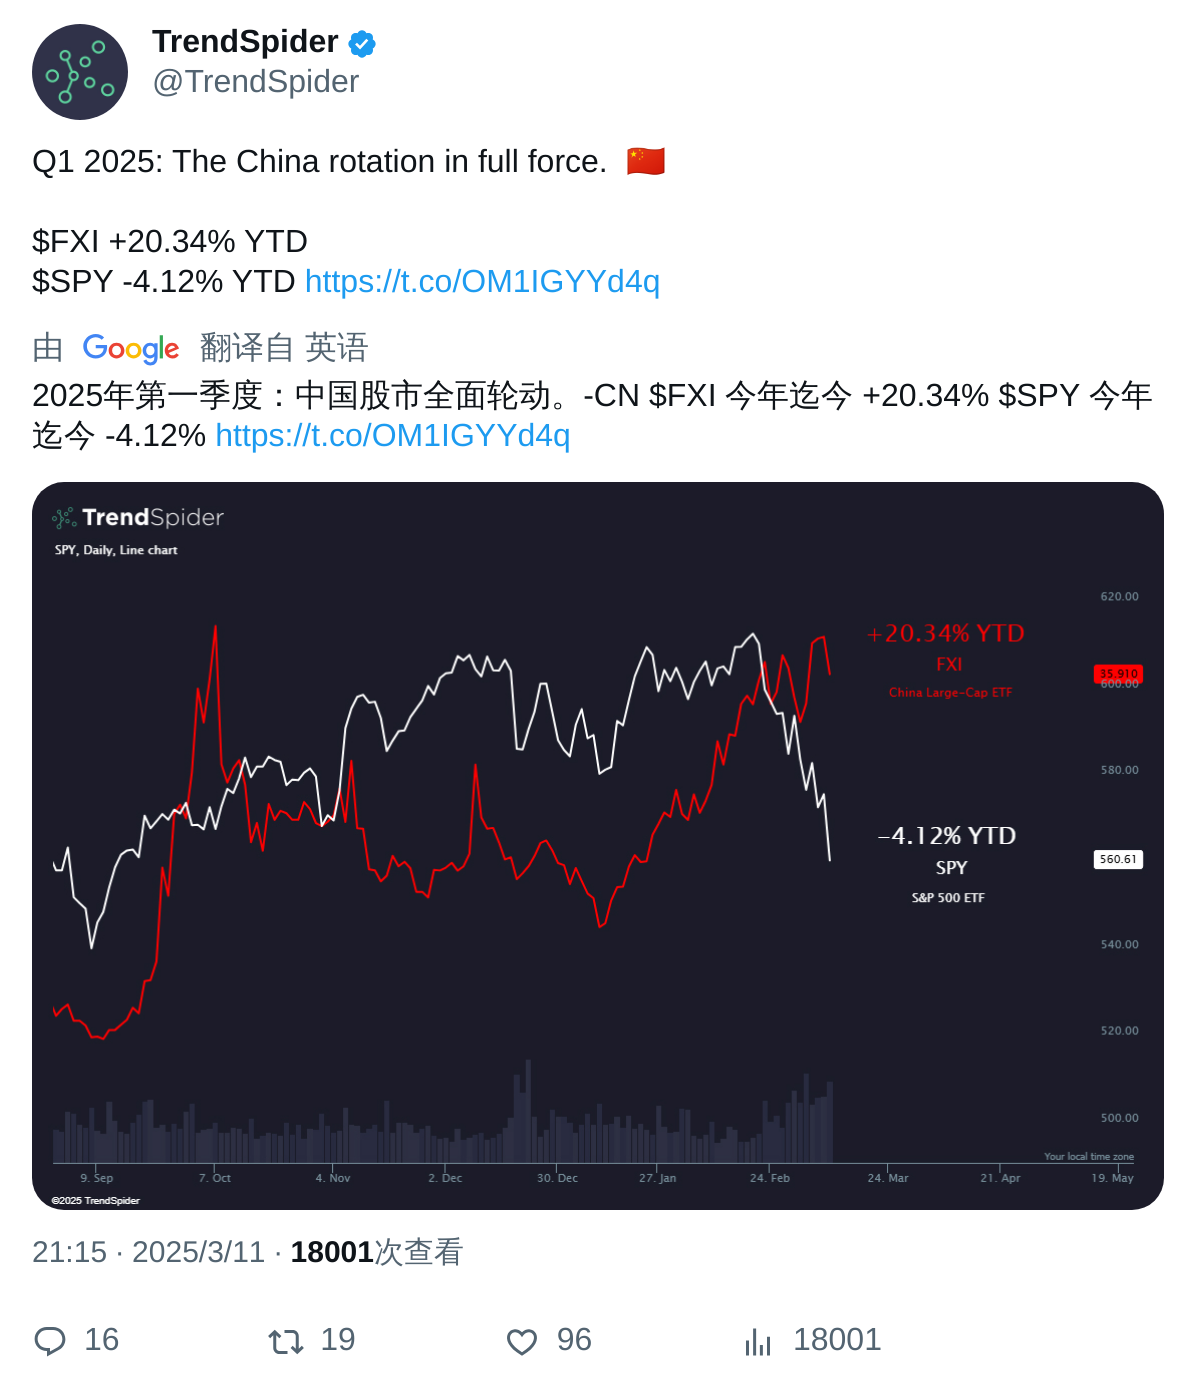 TrendSpider
@TrendSpider
Q1 2025: The China rotation in full force. 🇨🇳
$FXI +20.34% YTD
$SPY -4.12% YTD https://t.co/OM1IGYYd4q
由 Google 翻译自 英语
2025年第一季度：中国股市全面轮动。-CN $FXI 今年迄今 +20.34% $SPY 今年
迄今 -4.12% https://t.co/OM1IGYYd4q
TrendSpider
SPY, Daily, Line chart
620.00
+20.34% YTD
FXI
35.910
600.00
China Large-Cap ETF
580.00
-4.12% YTD
560.61
SPY
S&P 500 ETF
540.00
520.00
500.00
Your local time zone
9. Sep 7. Oct 4. Nov 2. Dec 30. Dec 27. Jan 24. Feb 24. Mar 21. Apr 19. May
©2025 TrendSpider
21:15 · 2025/3/11 · 18001次查看
16 19 96 18001